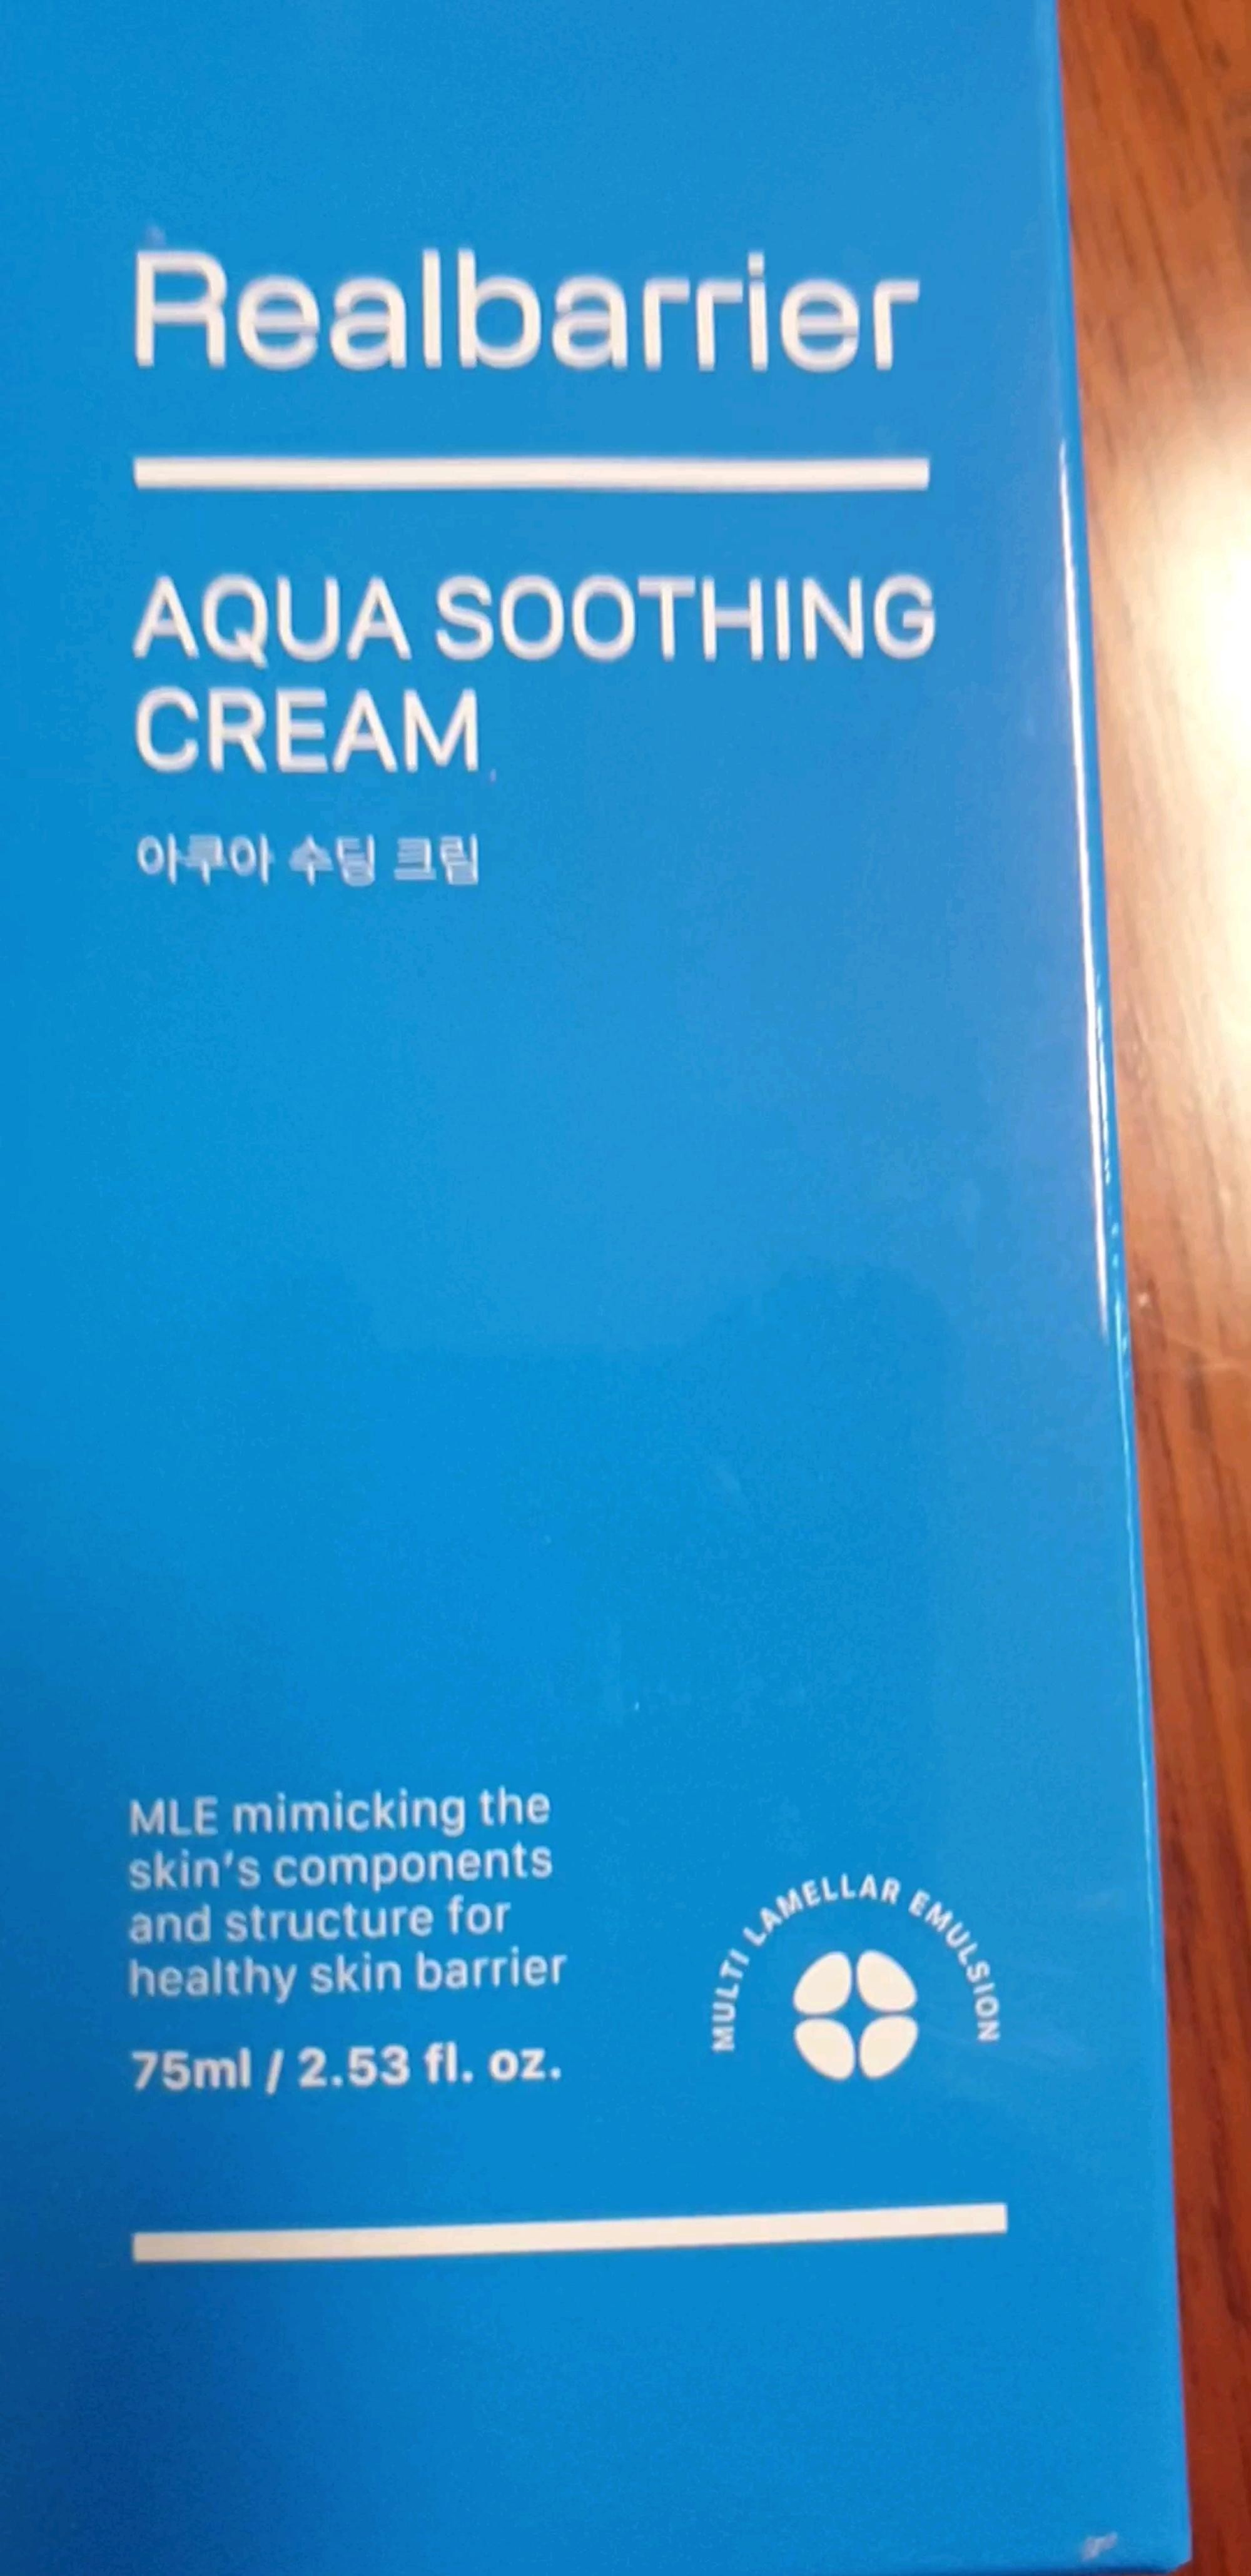 Realbarrier
AQUA SOOTHING
CREAM
아쿠아 수딩 크림
MLE mimicking the
skin's components
and structure for
healthy skin barrier
75ml / 2.53 fl. oz.
MULTI LAMELLAR EMULSION